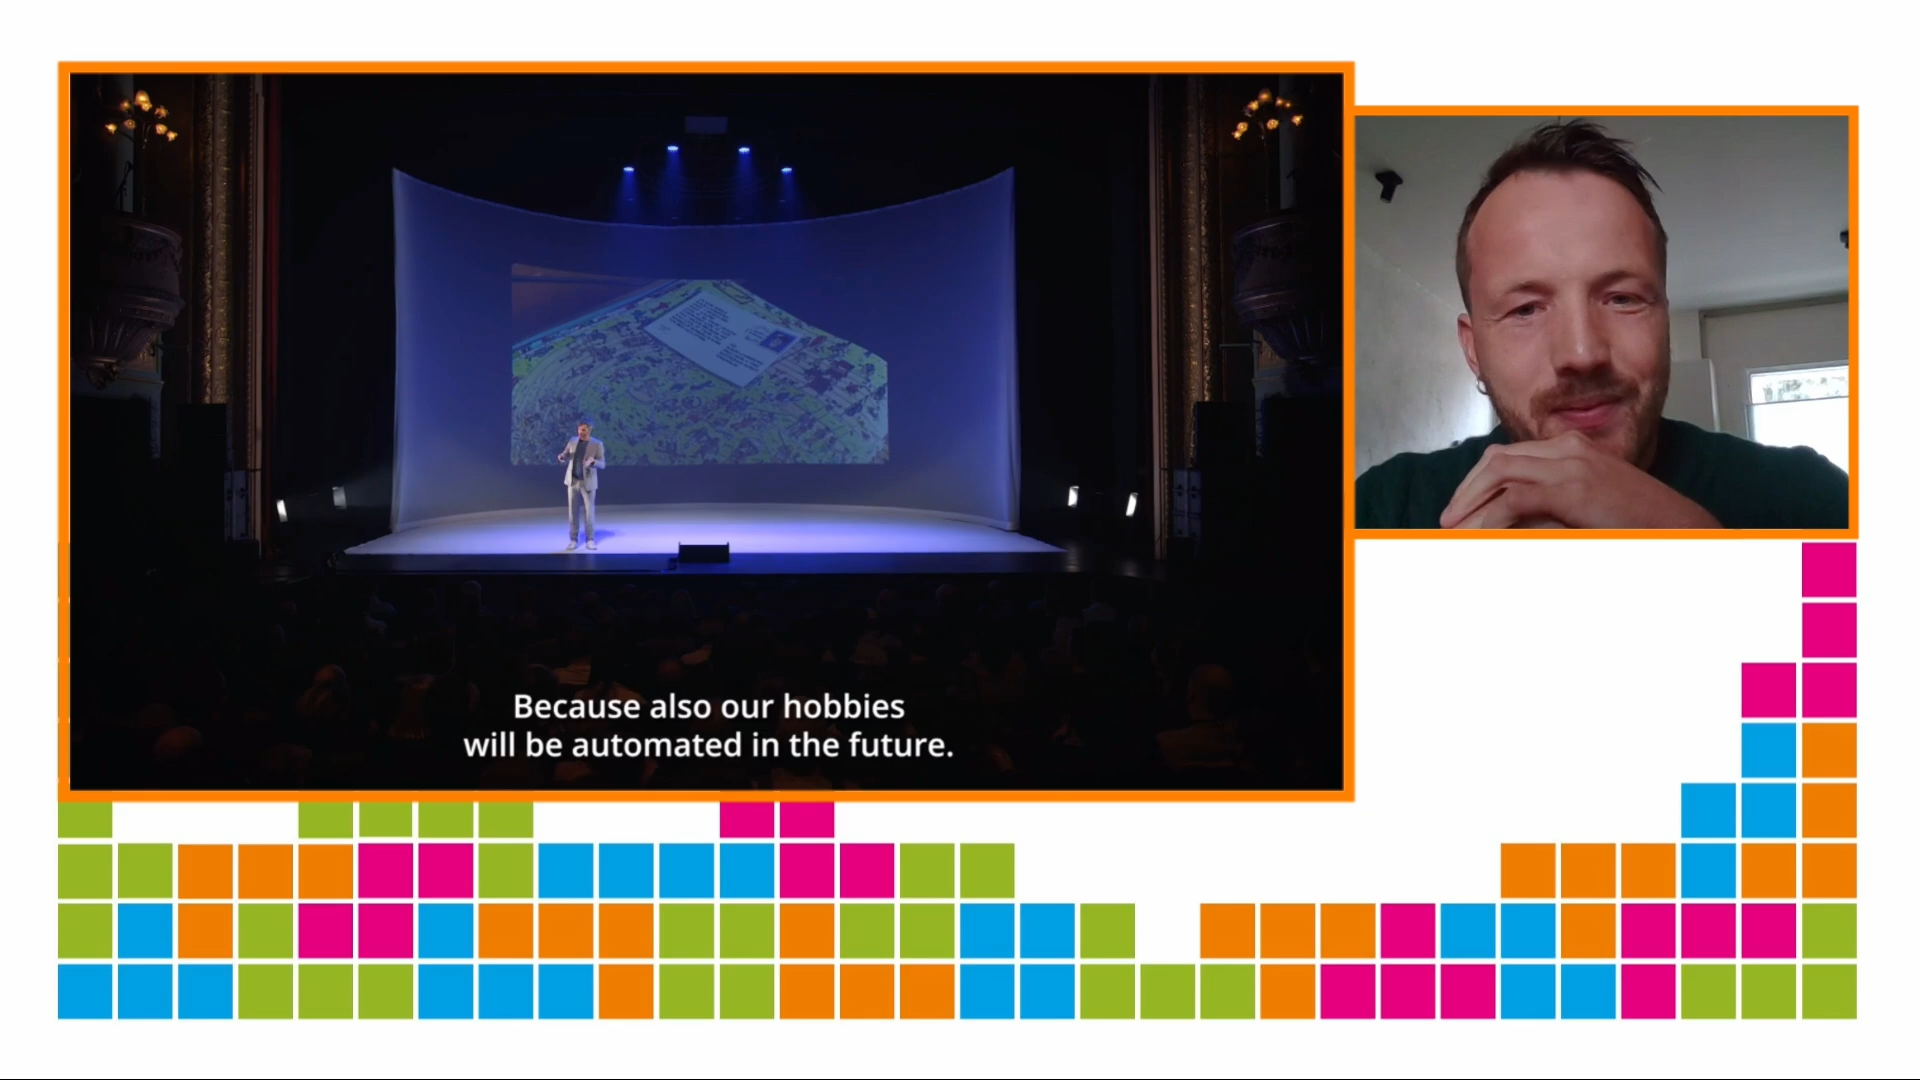 Because also our hobbies
will be automated in the future.